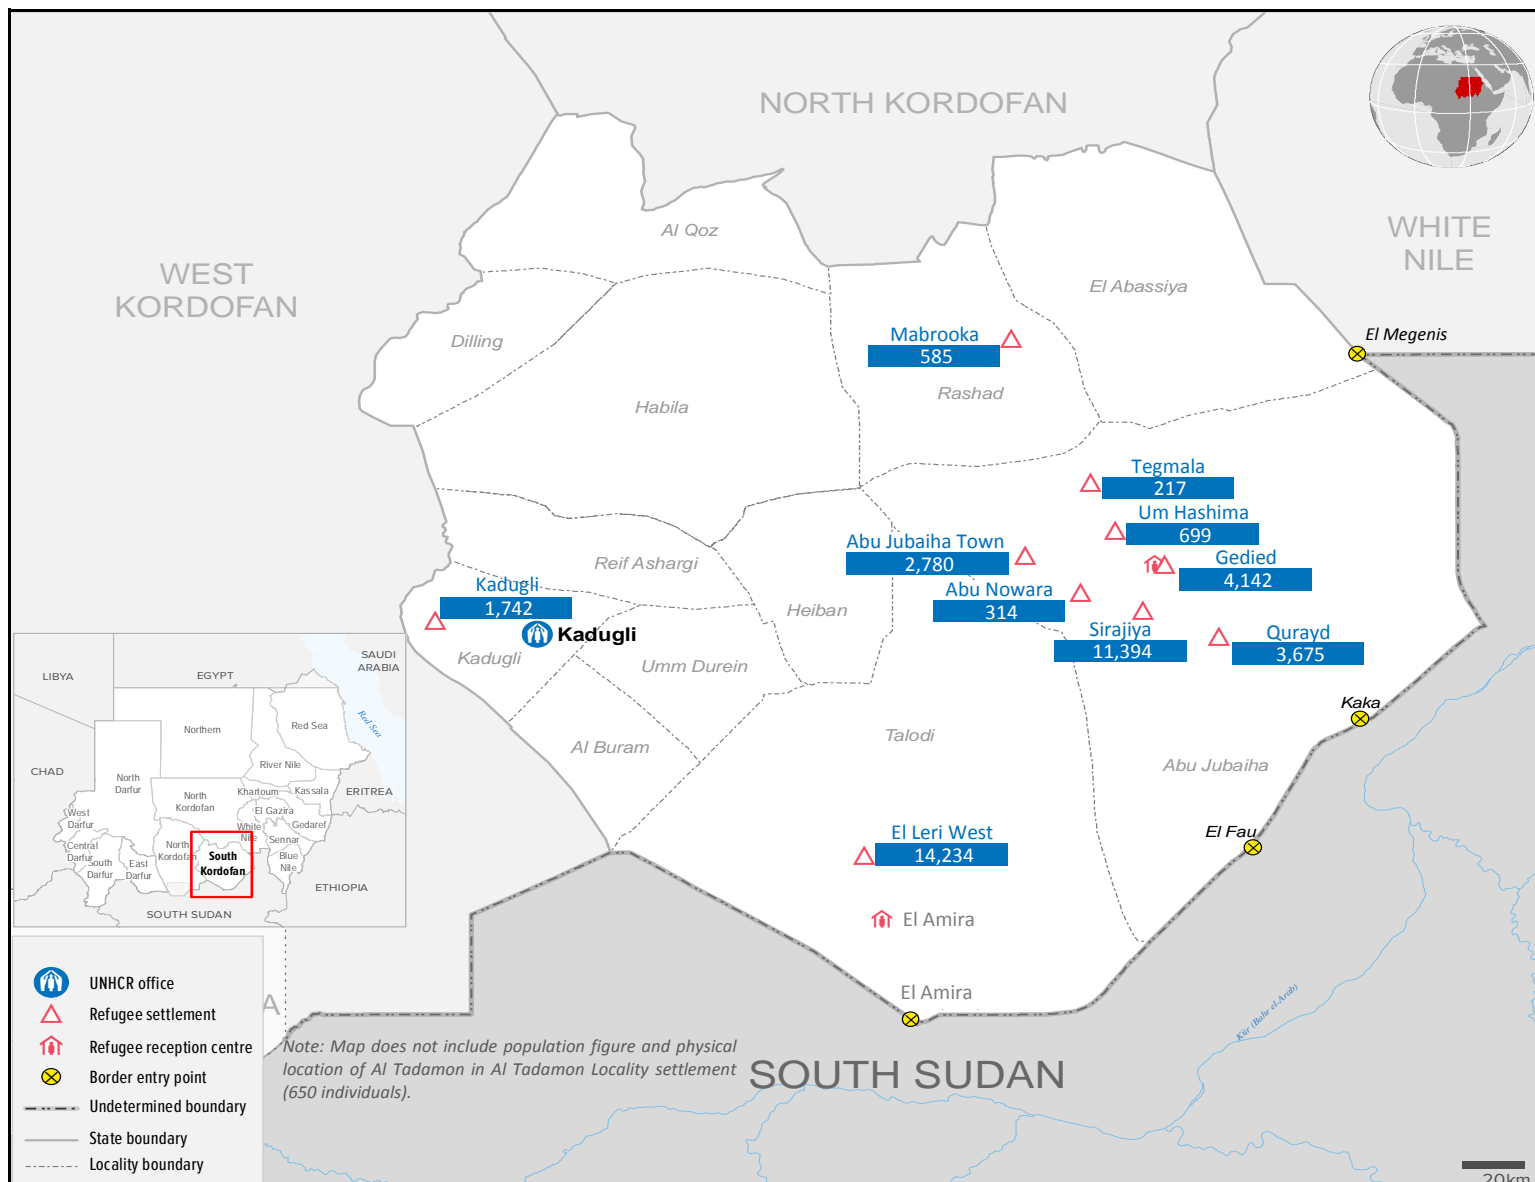 NORTH KORDOFAN
WEST
KORDOFAN
WHITE
NILE
Al Qoz
El Abassiya
Dilling
Mabrooka
585
El Megenis
Rashad
Habila
Tegmala
217
Um Hashima
699
Abu Jubaiha Town
2,780
Gedied
4,142
Reif Ashargi
Kadugli
1,742
Abu Nowara
314
Heiban
Kadugli
Sirajiya
11,394
Qurayd
3,675
Kadugli
Umm Durein
Kaka
Talodi
Al Buram
Abu Jubaiha
El Leri West
14,234
El Fau
El Amira
El Amira
SOUTH SUDAN
Kiir (Bahr el-Arab)
SAUDI
ARABIA
LIBYA
EGYPT
Red Sea
Northern
Red Sea
River Nile
CHAD
North
Darfur
North
Kordofan
Khartoum
Kassala
ERITREA
El Gazira
West
Darfur
White
Nile
Gedaref
Sennar
Central
Darfur
North
Kordofan
South
Kordofan
Blue
Nile
South
Darfur
East
Darfur
ETHIOPIA
SOUTH SUDAN
A
UNHCR office
Refugee settlement
Refugee reception centre
Border entry point
Undetermined boundary
State boundary
Locality boundary
Note: Map does not include population figure and physical
location of Al Tadamon in Al Tadamon Locality settlement
(650 individuals).
20km